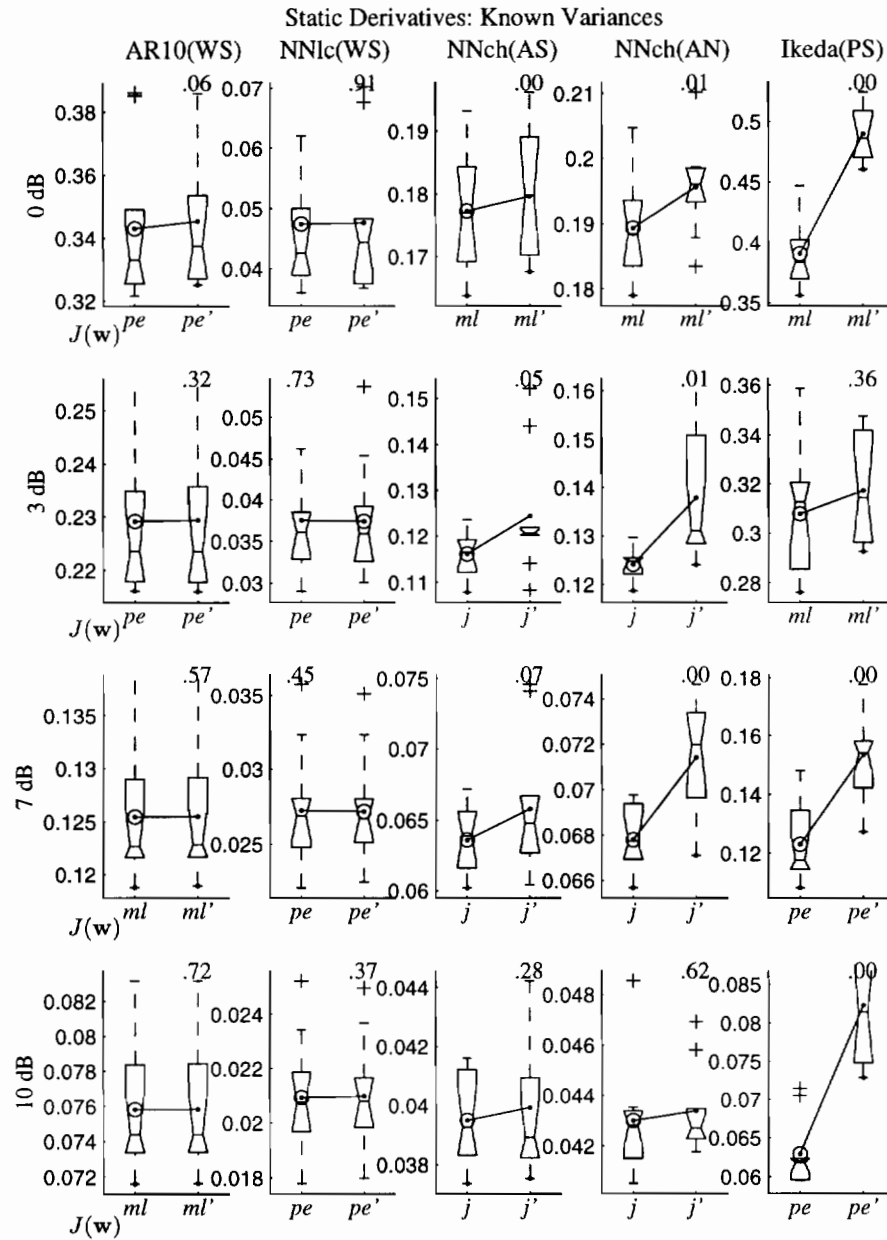 Static Derivatives: Known Variances
AR10(WS) NNlc(WS) NNch(AS) NNch(AN) Ikeda(PS)
0 dB
.06 .91 .00 .01 .00
0.38 0.36 0.34 0.32
0.07 0.06 0.05 0.04
0.19 0.18 0.17
0.21 0.2 0.19 0.18
0.5 0.45 0.4 0.35
J(w) pe pe' pe pe' ml ml' ml ml' ml ml'
3 dB
.32 .73 .05 .01 .36
0.25 0.24 0.23 0.22
0.05 0.045 0.04 0.035 0.03
0.15 0.14 0.13 0.12 0.11
0.16 0.15 0.14 0.13 0.12
0.36 0.34 0.32 0.3 0.28
J(w) pe pe' pe pe' j j' j j' ml ml'
7 dB
.57 .45 .07 .00 .00
0.135 0.13 0.125 0.12
0.035 0.03 0.025
0.075 0.07 0.065 0.06
0.074 0.072 0.07 0.068 0.066
0.18 0.16 0.14 0.12
J(w) ml ml' pe pe' j j' j j' pe pe'
10 dB
.72 .37 .28 .62 .00
0.082 0.08 0.078 0.076 0.074 0.072
0.024 0.022 0.02 0.018
0.044 0.042 0.04 0.038
0.048 0.046 0.044 0.042
0.085 0.08 0.075 0.07 0.065 0.06
J(w) ml ml' pe pe' j j' j j' pe pe'